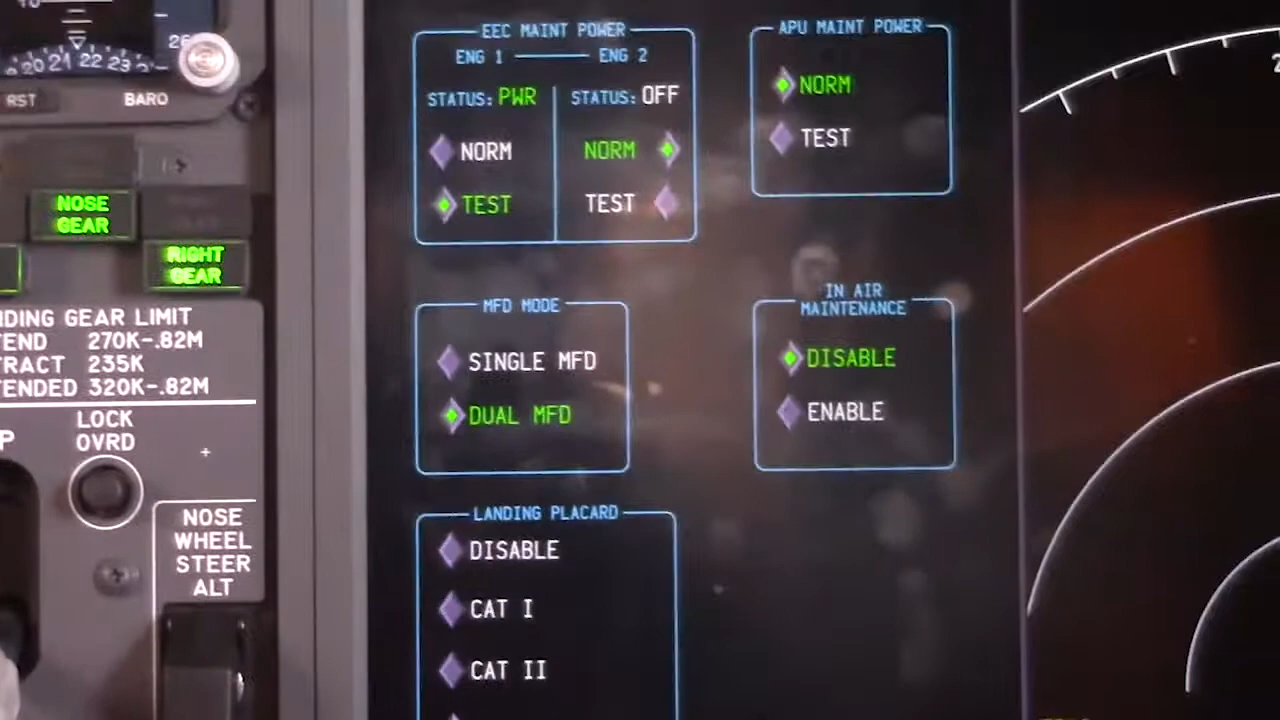 20 21 22 23
26
RST
BARO
NOSE
GEAR
RIGHT
GEAR
NDING GEAR LIMIT
TEND 270K-.82M
TRACT 235K
TENDED 320K-.82M
LOCK
OVRD
P
NOSE
WHEEL
STEER
ALT
EEC MAINT POWER
ENG 1 ENG 2
STATUS: PWR STATUS: OFF
NORM NORM
TEST TEST
APU MAINT POWER
NORM
TEST
MFD MODE
SINGLE MFD
DUAL MFD
IN AIR
MAINTENANCE
DISABLE
ENABLE
LANDING PLACARD
DISABLE
CAT I
CAT II